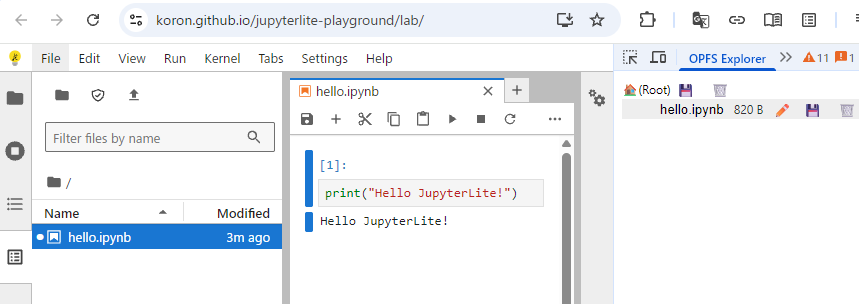 koron.github.io/jupyterlite-playground/lab/
File Edit View Run Kernel Tabs Settings Help
OPFS Explorer
11
1
hello.ipynb
(Root)
hello.ipynb 820 B
Filter files by name
/
[1]:
print("Hello JupyterLite!")
Hello JupyterLite!
Name
Modified
hello.ipynb
3m ago